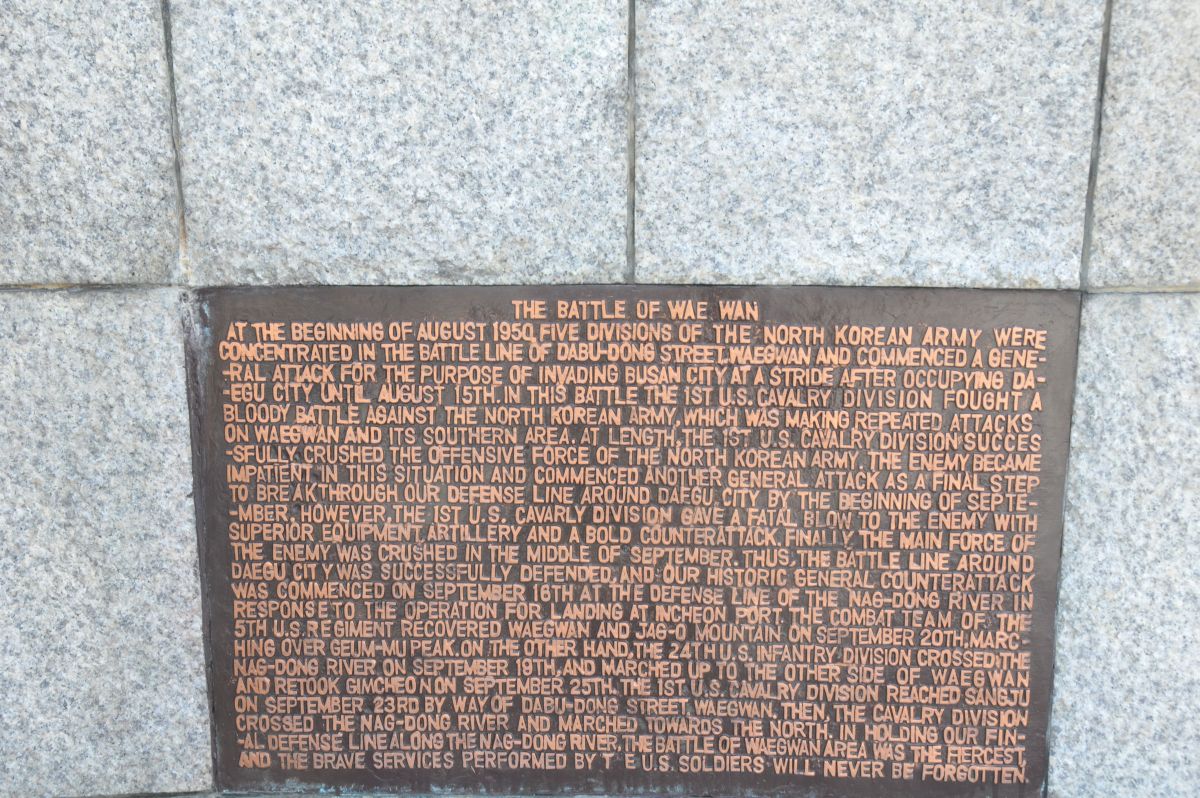 THE BATTLE OF WAE WAN
AT THE BEGINNING OF AUGUST 1950, FIVE DIVISIONS OF THE NORTH KOREAN ARMY WERE
CONCENTRATED IN THE BATTLE LINE OF DABU-DONG STREET, WAEGWAN AND COMMENCED A GENE-
-RAL ATTACK FOR THE PURPOSE OF INVADING BUSAN CITY AT A STRIDE AFTER OCCUPYING DA-
-EGU CITY UNTIL AUGUST 15TH. IN THIS BATTLE THE 1ST U.S. CAVALRY DIVISION FOUGHT A
BLOODY BATTLE AGAINST THE NORTH KOREAN ARMY, WHICH WAS MAKING REPEATED ATTACKS
ON WAEGWAN AND ITS SOUTHERN AREA. AT LENGTH, THE 1ST U.S. CAVALRY DIVISION SUCCES
-SFULLY CRUSHED THE OFFENSIVE FORCE OF THE NORTH KOREAN ARMY. THE ENEMY BECAME
IMPATIENT IN THIS SITUATION AND COMMENCED ANOTHER GENERAL ATTACK AS A FINAL STEP
TO BREAKTHROUGH OUR DEFENSE LINE AROUND DAEGU CITY BY THE BEGINNING OF SEPTE-
-MBER. HOWEVER, THE 1ST U.S. CAVARLY DIVISION GAVE A FATAL BLOW TO THE ENEMY WITH
SUPERIOR EQUIPMENT, ARTILLERY AND A BOLD COUNTERATTACK. FINALLY, THE MAIN FORCE OF
THE ENEMY WAS CRUSHED IN THE MIDDLE OF SEPTEMBER. THUS, THE BATTLE LINE AROUND
DAEGU CITY WAS SUCCESSFULLY DEFENDED, AND OUR HISTORIC GENERAL COUNTERATTACK
WAS COMMENCED ON SEPTEMBER 16TH AT THE DEFENSE LINE OF THE NAG-DONG RIVER IN
RESPONSE TO THE OPERATION FOR LANDING AT INCHEON PORT. THE COMBAT TEAM OF THE
5TH U.S. REGIMENT RECOVERED WAEGWAN AND JAG-O MOUNTAIN ON SEPTEMBER 20TH, MARC-
HING OVER GEUM-MU PEAK. ON THE OTHER HAND, THE 24TH U.S. INFANTRY DIVISION CROSSED THE
NAG-DONG RIVER ON SEPTEMBER 19TH, AND MARCHED UP TO THE OTHER SIDE OF WAEGWAN
AND RETOOK GIMCHEON ON SEPTEMBER 25TH. THE 1ST U.S. CAVALRY DIVISION REACHED SANGJU
ON SEPTEMBER 23RD BY WAY OF DABU-DONG STREET, WAEGWAN. THEN, THE CAVALRY DIVISION
CROSSED THE NAG-DONG RIVER AND MARCHED TOWARDS THE NORTH. IN HOLDING OUR FIN-
-AL DEFENSE LINE ALONG THE NAG-DONG RIVER, THE BATTLE OF WAEGWAN AREA WAS THE FIERCEST,
AND THE BRAVE SERVICES PERFORMED BY T E U.S. SOLDIERS WILL NEVER BE FORGOTTEN.